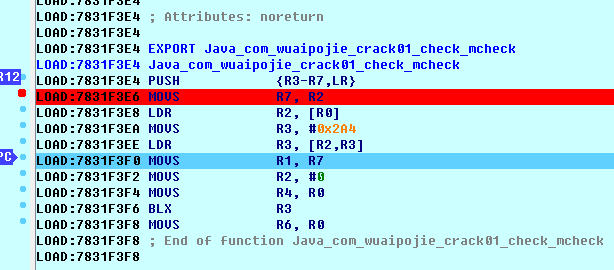 LOAD:7831F3E4
LOAD:7831F3E4 ; Attributes: noreturn
LOAD:7831F3E4
LOAD:7831F3E4 EXPORT Java_com_wuaipojie_crack01_check_mcheck
LOAD:7831F3E4 Java_com_wuaipojie_crack01_check_mcheck
R12 LOAD:7831F3E4 PUSH {R3-R7,LR}
LOAD:7831F3E6 MOVS R7, R2
LOAD:7831F3E8 LDR R2, [R0]
LOAD:7831F3EA MOVS R3, #0x2A4
LOAD:7831F3EE LDR R3, [R2,R3]
PC LOAD:7831F3F0 MOVS R1, R7
LOAD:7831F3F2 MOVS R2, #0
LOAD:7831F3F4 MOVS R4, R0
LOAD:7831F3F6 BLX R3
LOAD:7831F3F8 MOVS R6, R0
LOAD:7831F3F8 ; End of function Java_com_wuaipojie_crack01_check_mcheck
LOAD:7831F3F8